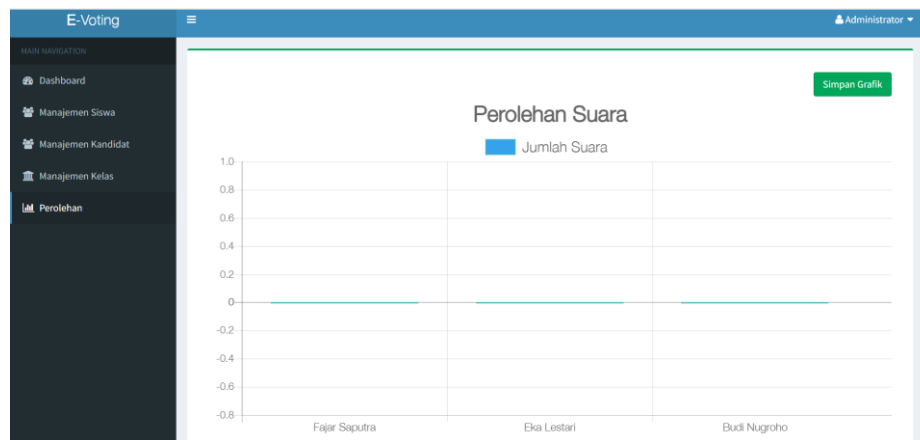 E-Voting
Administrator
MAIN NAVIGATION
Dashboard
Manajemen Siswa
Manajemen Kandidat
Manajemen Kelas
Perolehan
Simpan Grafik
Perolehan Suara
Jumlah Suara
1.0
0.8
0.6
0.4
0.2
0
-0.2
-0.4
-0.6
-0.8
Fajar Saputra Eka Lestari Budi Nugroho